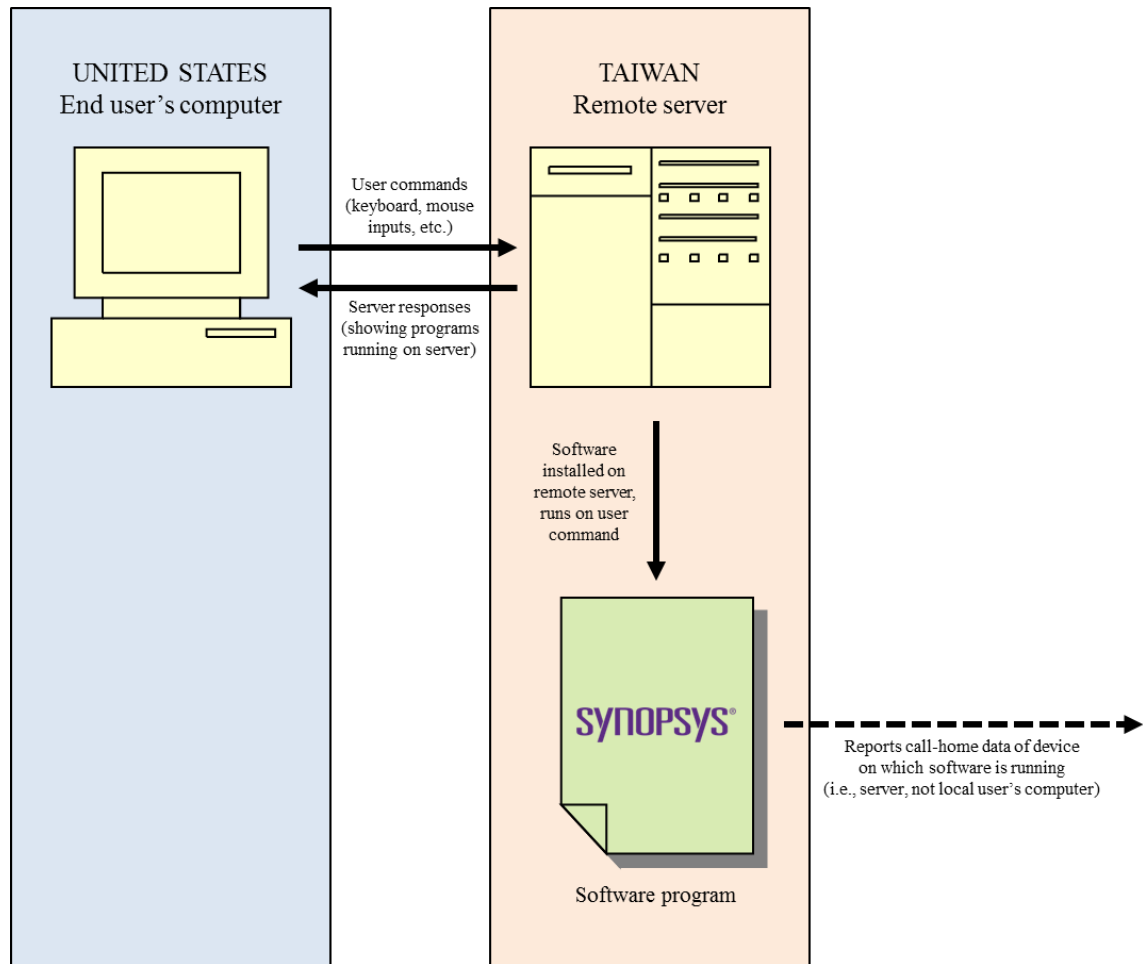 UNITED STATES
End user's computer
TAIWAN
Remote server
User commands
(keyboard, mouse
inputs, etc.)
Server responses
(showing programs
running on server)
Software
installed on
remote server,
runs on user
command
SYNOPSYS®
Reports call-home data of device
on which software is running
(i.e., server, not local user's computer)
Software program